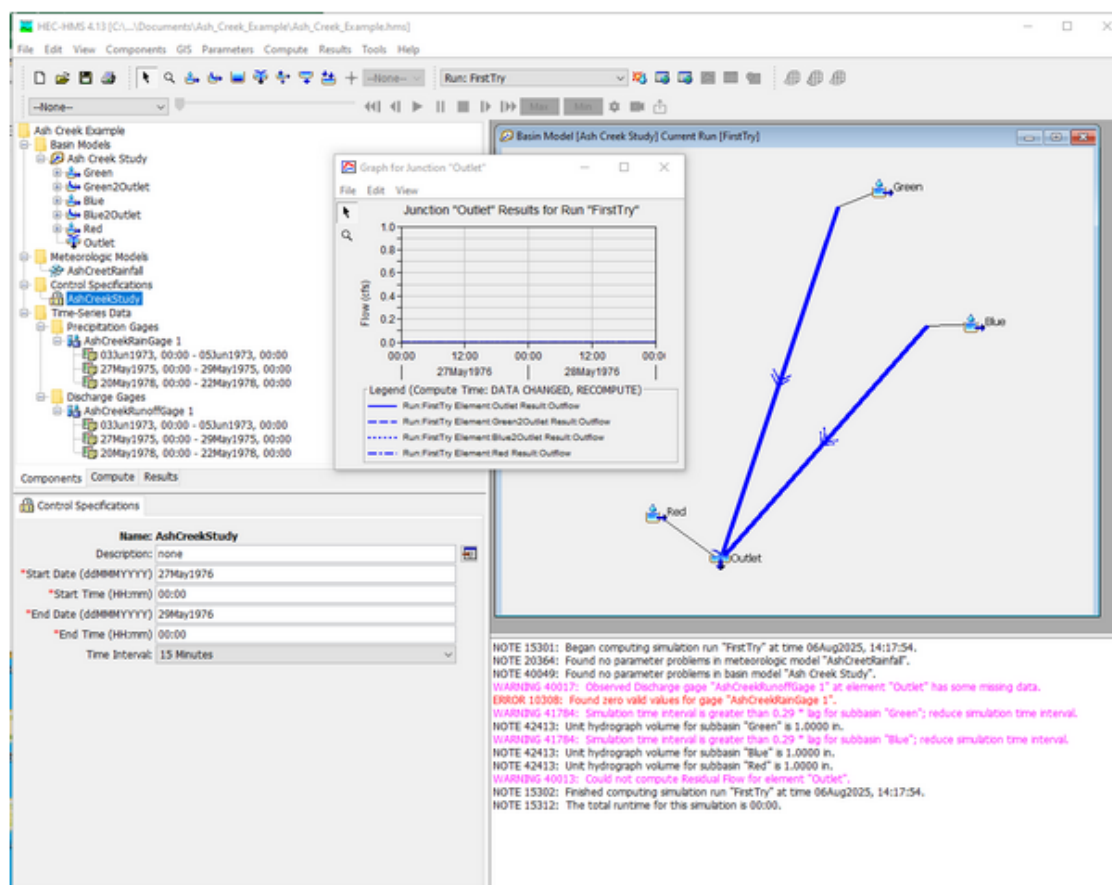 HEC-HMS 4.13 [C:\...\Documents\Ash_Creek_Example\Ash_Creek_Example.hms]
File Edit View Components GIS Parameters Compute Results Tools Help
--None-- Run: FirstTry
--None-- Max Min
Ash Creek Example
Basin Models
Ash Creek Study
Green
Green2Outlet
Blue
Blue2Outlet
Red
Outlet
Meteorologic Models
AshCreetRainfall
Control Specifications
AshCreekStudy
Time-Series Data
Precipitation Gages
AshCreekRainGage 1
03Jun1973, 00:00 - 05Jun1973, 00:00
27May1975, 00:00 - 29May1975, 00:00
20May1978, 00:00 - 22May1978, 00:00
Discharge Gages
AshCreekRunoffGage 1
03Jun1973, 00:00 - 05Jun1973, 00:00
27May1975, 00:00 - 29May1975, 00:00
20May1978, 00:00 - 22May1978, 00:00
Components Compute Results
Control Specifications
Name: AshCreekStudy
Description: none
*Start Date (ddMMMYYYY) 27May1976
*Start Time (HH:mm) 00:00
*End Date (ddMMMYYYY) 29May1976
*End Time (HH:mm) 00:00
Time Interval: 15 Minutes
Graph for Junction "Outlet"
File Edit View
Junction "Outlet" Results for Run "FirstTry"
Flow (cfs)
1.0
0.8
0.6
0.4
0.2
0.0
00:00 12:00 00:00 12:00 00:00
27May1976 28May1976
Legend (Compute Time: DATA CHANGED, RECOMPUTE)
Run:FirstTry Element:Outlet Result:Outflow
Run:FirstTry Element:Green2Outlet Result:Outflow
Run:FirstTry Element:Blue2Outlet Result:Outflow
Run:FirstTry Element:Red Result:Outflow
Basin Model [Ash Creek Study] Current Run [FirstTry]
Green
Blue
Red
Outlet
NOTE 15301: Began computing simulation run "FirstTry" at time 06Aug2025, 14:17:54.
NOTE 20364: Found no parameter problems in meteorologic model "AshCreetRainfall".
NOTE 40049: Found no parameter problems in basin model "Ash Creek Study".
WARNING 40017: Observed Discharge gage "AshCreekRunoffGage 1" at element "Outlet" has some missing data.
ERROR 10308: Found zero valid values for gage "AshCreekRainGage 1".
WARNING 41784: Simulation time interval is greater than 0.29 * lag for subbasin "Green"; reduce simulation time interval.
NOTE 42413: Unit hydrograph volume for subbasin "Green" is 1.0000 in.
WARNING 41784: Simulation time interval is greater than 0.29 * lag for subbasin "Blue"; reduce simulation time interval.
NOTE 42413: Unit hydrograph volume for subbasin "Blue" is 1.0000 in.
NOTE 42413: Unit hydrograph volume for subbasin "Red" is 1.0000 in.
WARNING 40013: Could not compute Residual Flow for element "Outlet".
NOTE 15302: Finished computing simulation run "FirstTry" at time 06Aug2025, 14:17:54.
NOTE 15312: The total runtime for this simulation is 00:00.